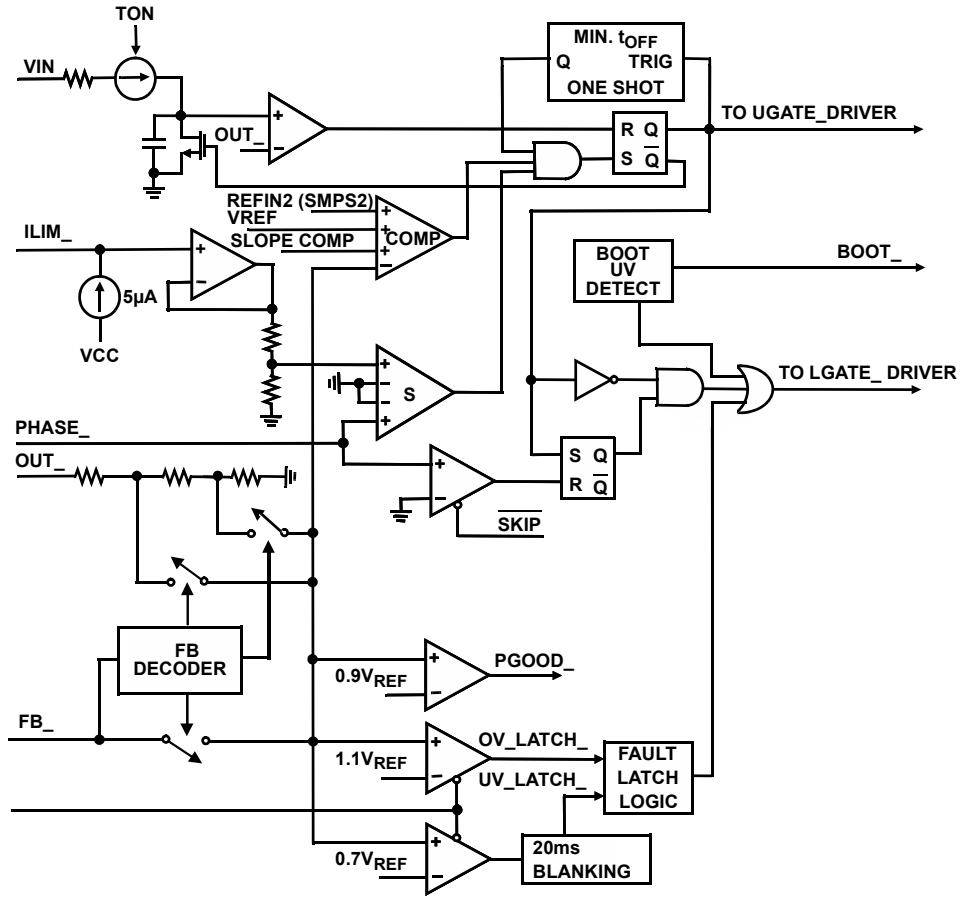 TON
VIN
MIN. tOFF
Q TRIG
ONE SHOT
TO UGATE_DRIVER
+
OUT_
−
R Q
S Q
REFIN2 (SMPS2)
VREF
SLOPE COMP
+
+
+
−
COMP
ILIM_
+
−
5µA
VCC
BOOT
UV
DETECT
BOOT_
TO LGATE_ DRIVER
+
−
−
+
S
PHASE_
OUT_
+
−
SKIP
S Q
R Q
FB
DECODER
FB_
+
0.9VREF
−
PGOOD_
+
1.1VREF
−
OV_LATCH_
UV_LATCH_
FAULT
LATCH
LOGIC
+
0.7VREF
−
20ms
BLANKING